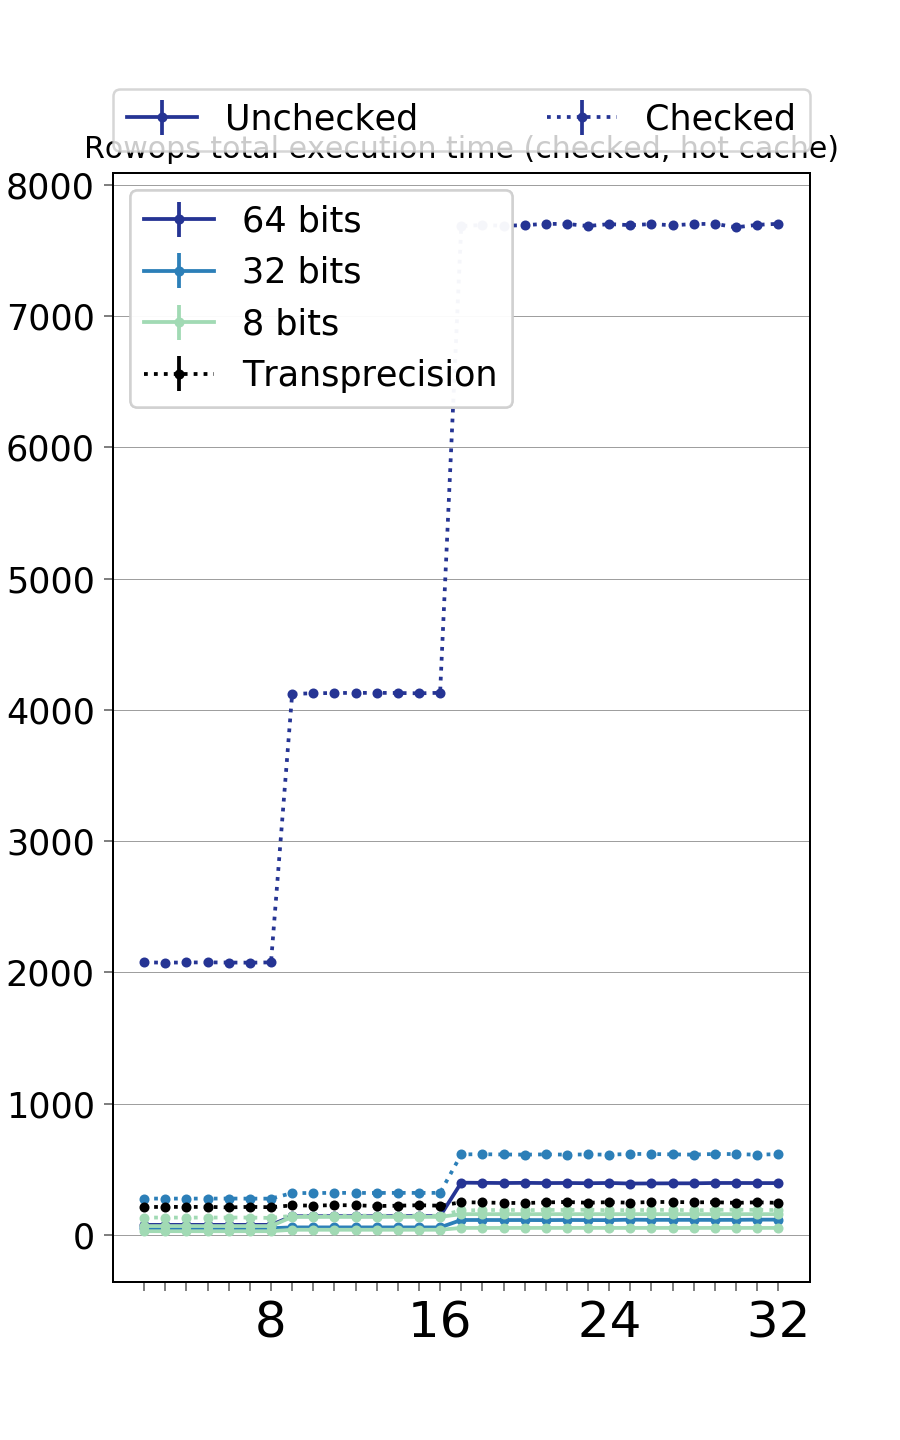 Unchecked Checked
Rowops total execution time (checked, hot cache)
8000
7000
6000
5000
4000
3000
2000
1000
0
64 bits
32 bits
8 bits
Transprecision
8 16 24 32